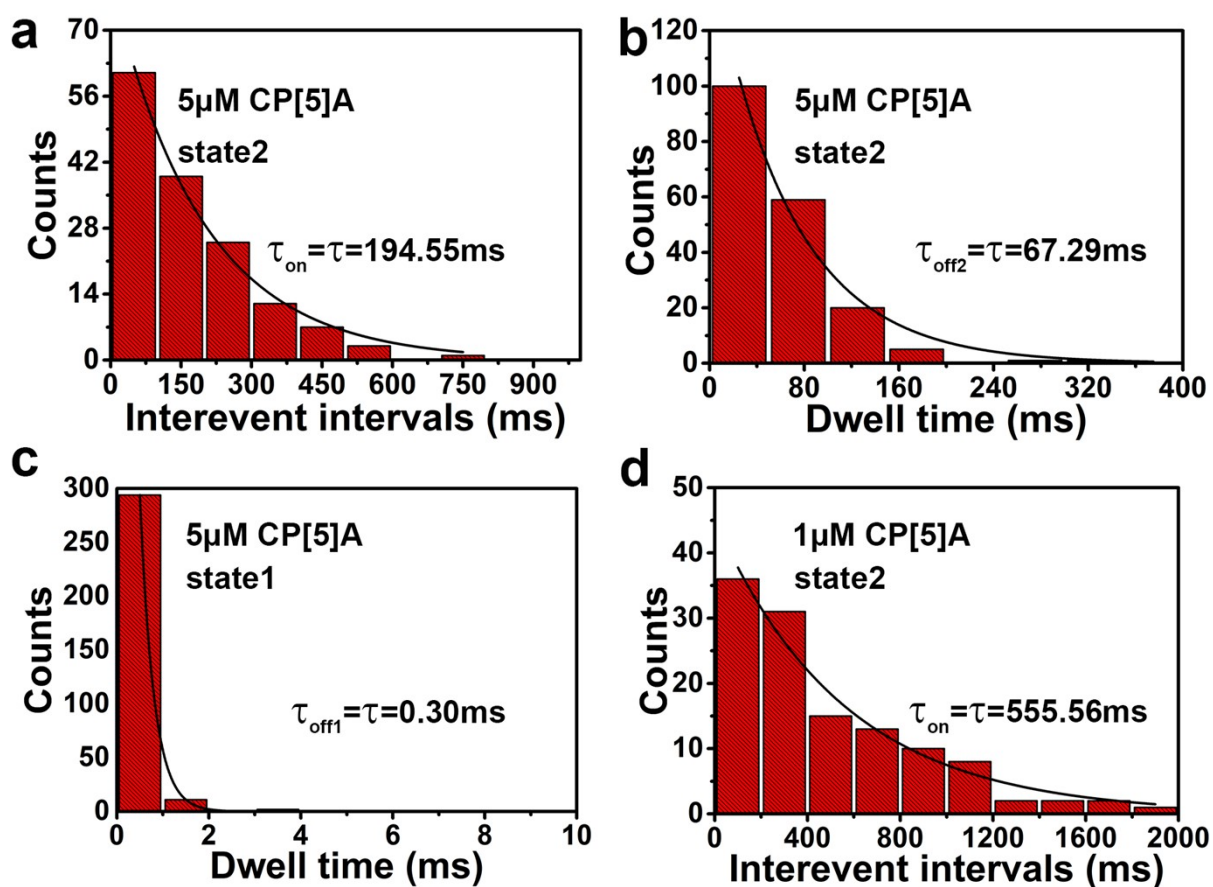 a
70
56
42
28
14
0
Counts
5μM CP[5]A
state2
τon=τ=194.55ms
0 150 300 450 600 750 900
Interevent intervals (ms)
b
120
100
80
60
40
20
0
Counts
5μM CP[5]A
state2
τoff2=τ=67.29ms
0 80 160 240 320 400
Dwell time (ms)
c
300
250
200
150
100
50
0
Counts
5μM CP[5]A
state1
τoff1=τ=0.30ms
0 2 4 6 8 10
Dwell time (ms)
d
50
40
30
20
10
0
Counts
1μM CP[5]A
state2
τon=τ=555.56ms
0 400 800 1200 1600 2000
Interevent intervals (ms)